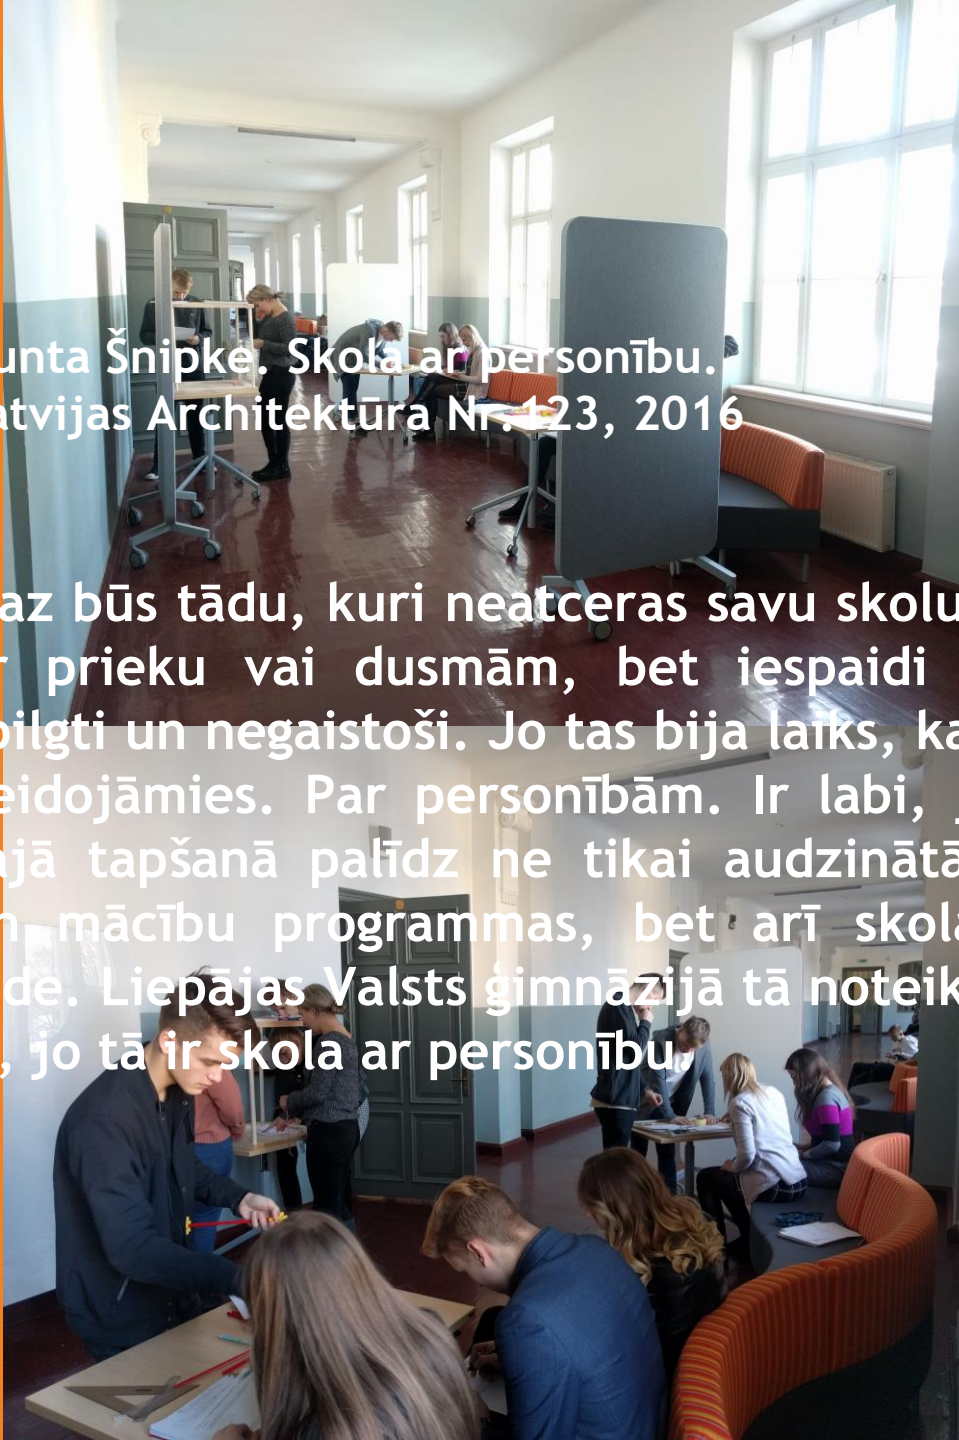 unta Šnipke. Skola ar personību.
atvijas Architektūra Nr.123, 2016
az būs tādu, kuri neatceras savu skolu
r prieku vai dusmām, bet iespaidi
pilgti un negaistoši. Jo tas bija laiks, ka
eidojāmies. Par personībām. Ir labi, j
ajā tapšanā palīdz ne tikai audzinātā
n mācību programmas, bet arī skola
de. Liepājas Valsts ģimnāzijā tā noteik
, jo tā ir skola ar personību.